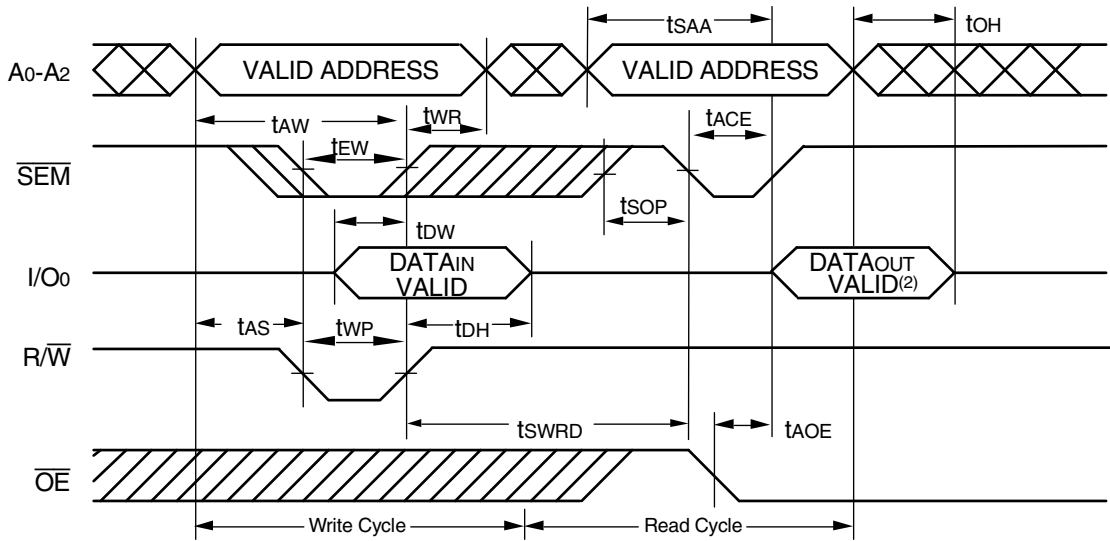 tSAA
tOH
A0-A2
VALID ADDRESS
VALID ADDRESS
tAW
tWR
tACE
tEW
SEM
tSOP
tDW
I/O0
DATAIN
VALID
DATAOUT
VALID(2)
tAS
tWP
tDH
R/W
tSWRD
tAOE
OE
Write Cycle
Read Cycle